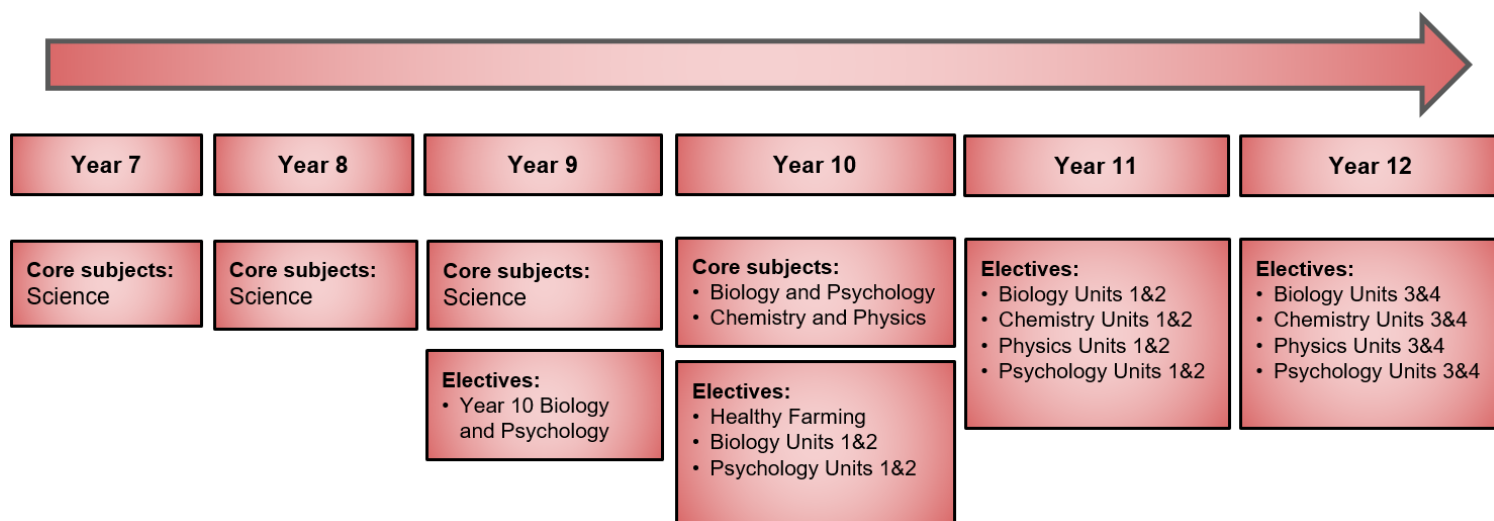 Year 7
Year 8
Year 9
Year 10
Year 11
Year 12
Core subjects:
Science
Core subjects:
Science
Core subjects:
Science
Electives:
• Year 10 Biology
and Psychology
Core subjects:
• Biology and Psychology
• Chemistry and Physics
Electives:
• Healthy Farming
• Biology Units 1&2
• Psychology Units 1&2
Electives:
• Biology Units 1&2
• Chemistry Units 1&2
• Physics Units 1&2
• Psychology Units 1&2
Electives:
• Biology Units 3&4
• Chemistry Units 3&4
• Physics Units 3&4
• Psychology Units 3&4